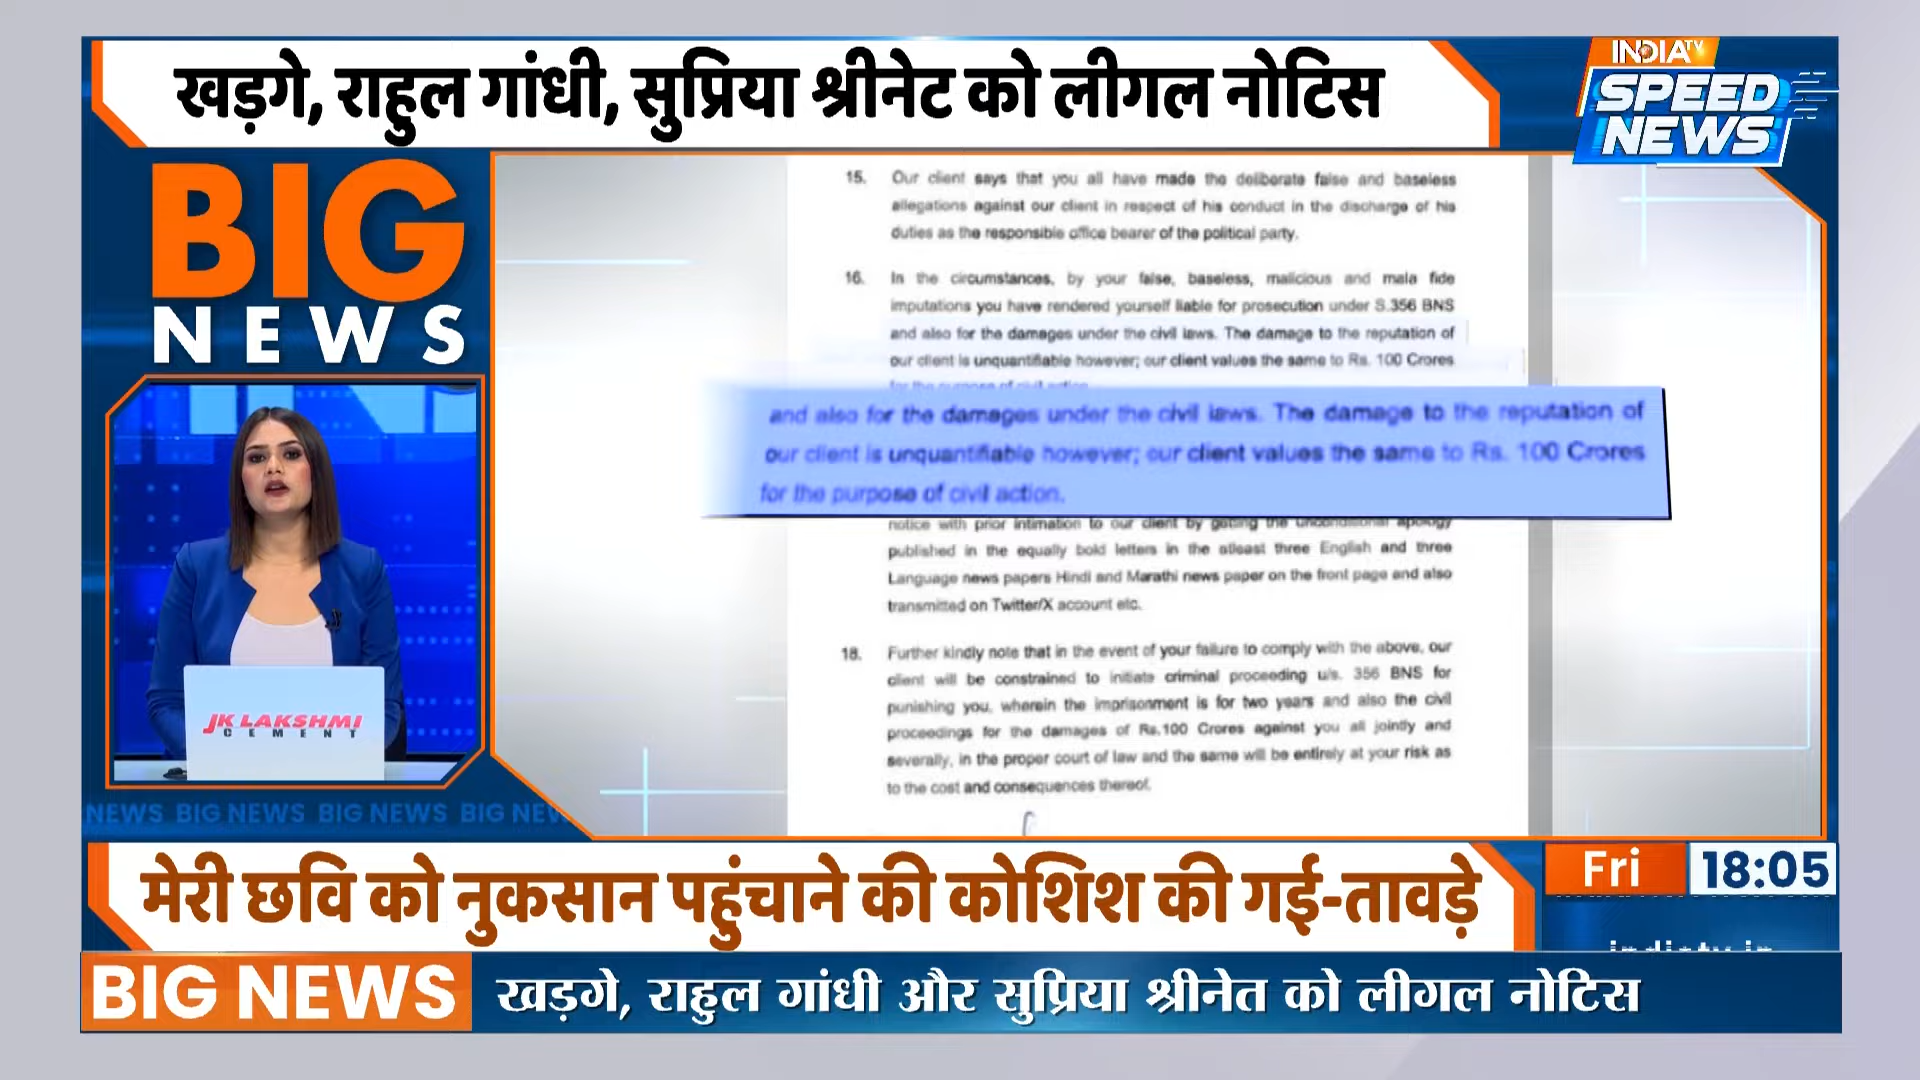 खड़गे, राहुल गांधी, सुप्रिया श्रीनेट को लीगल नोटिस
INDIA TV
SPEED
NEWS
BIG
NEWS
15. Our client says that you all have made the deliberate false and baseless
allegations against our client in respect of his conduct in the discharge of his
duties as the responsible office bearer of the political party.
16. In the circumstances, by your false, baseless, malicious and mala fide
imputations you have rendered yourself liable for prosecution under S.356 BNS
and also for the damages under the civil laws. The damage to the reputation of
our client is unquantifiable however; our client values the same to Rs. 100 Crores
for the purpose of civil action.
and also for the damages under the civil laws. The damage to the reputation of
our client is unquantifiable however; our client values the same to Rs. 100 Crores
for the purpose of civil action.
notice with prior intimation to our client by getting the unconditional apology
published in the equally bold letters in the atleast three English and three
Language news papers Hindi and Marathi news paper on the front page and also
transmitted on Twitter/X account etc.
18. Further kindly note that in the event of your failure to comply with the above, our
client will be constrained to initiate criminal proceeding u/s. 356 BNS for
punishing you, wherein the imprisonment is for two years and also the civil
proceedings for the damages of Rs.100 Crores against you all jointly and
severally, in the proper court of law and the same will be entirely at your risk as
to the cost and consequences thereof.
JK LAKSHMI
CEMENT
NEWS BIG NEWS BIG NEWS BIG NEW
मेरी छवि को नुकसान पहुंचाने की कोशिश की गई-तावड़े
Fri 18:05
BIG NEWS खड़गे, राहुल गांधी और सुप्रिया श्रीनेत को लीगल नोटिस